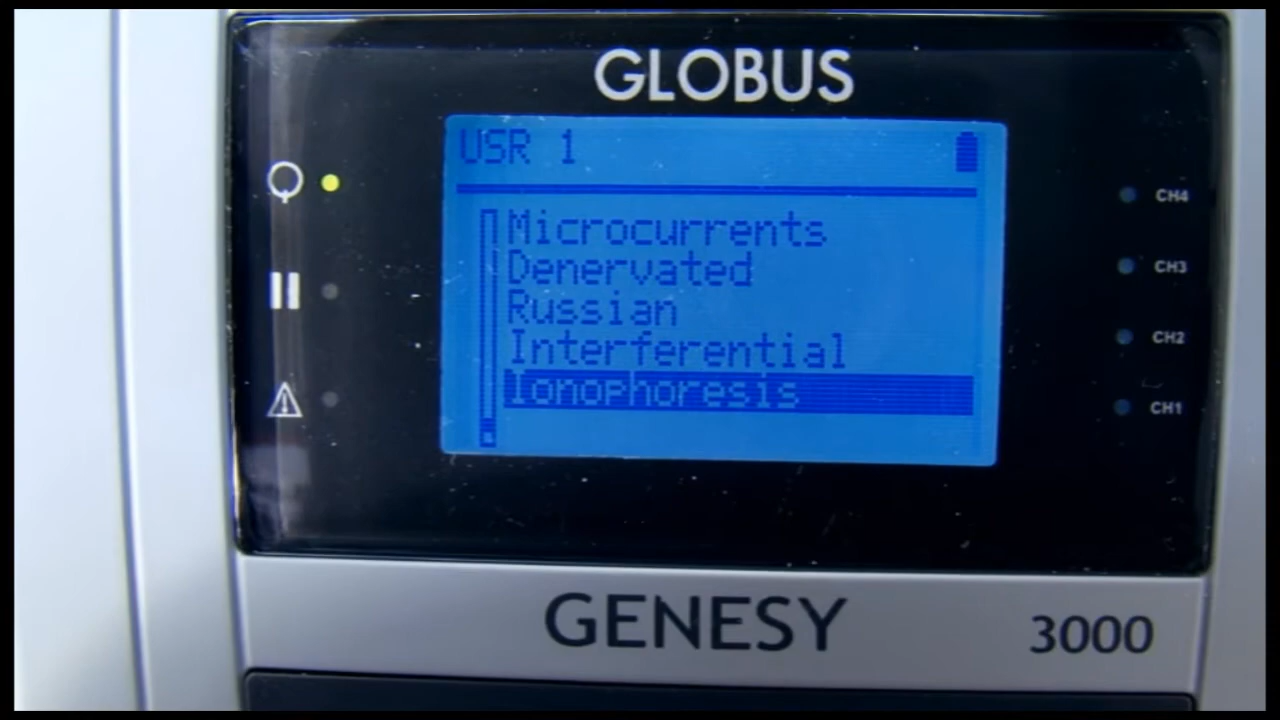 GLOBUS
USR 1
Microcurrents
Denervated
Russian
Interferential
Ionophoresis
CH4
CH3
CH2
CH1
GENESY 3000